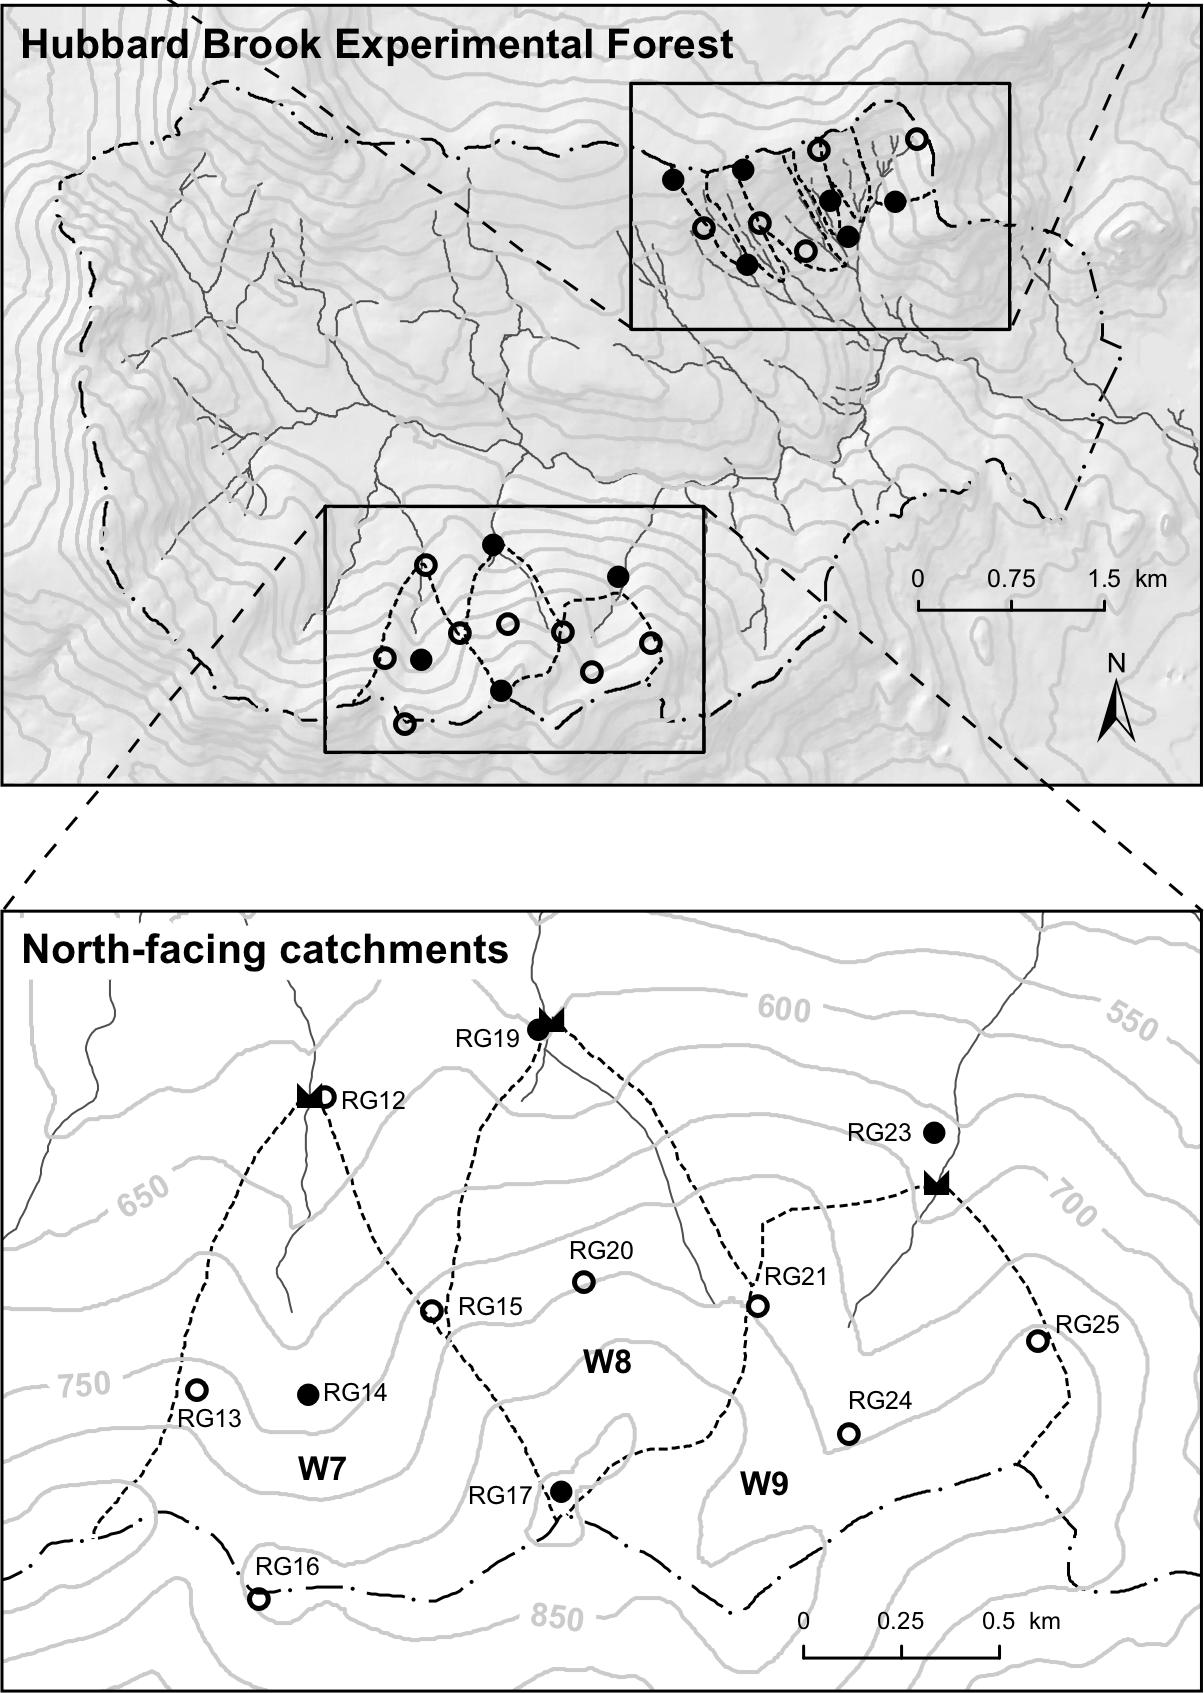 Hubbard Brook Experimental Forest
0 0.75 1.5 km
N
North-facing catchments
600
550
RG19
RG12
RG23
650
700
RG20
RG21
RG15
RG25
W8
750
RG14
RG13
RG24
W7
W9
RG17
RG16
850
0 0.25 0.5 km